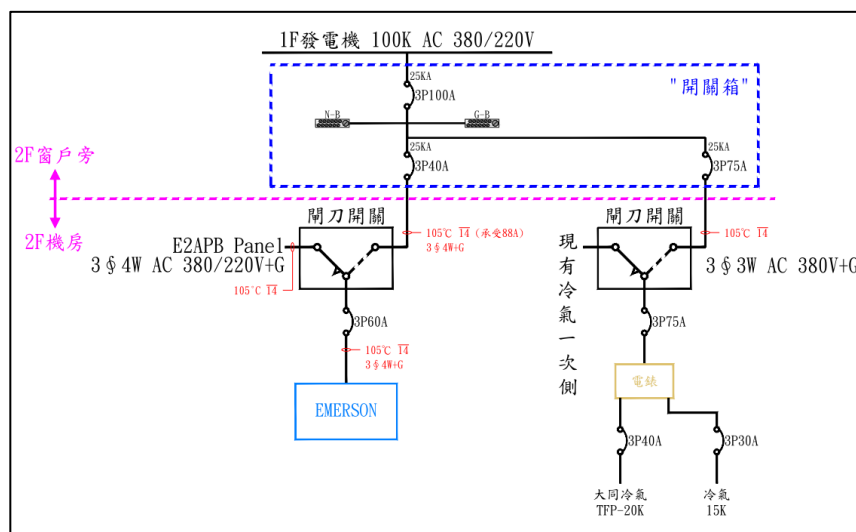 1F發電機 100K AC 380/220V
25KA
3P100A
"開關箱"
N-B
G-B
25KA
3P40A
25KA
3P75A
2F窗戶旁
2F機房
閘刀開關
閘刀開關
E2APB Panel
3∮4W AC 380/220V+G
105℃ 14
105℃ 14 (承受88A)
3∮4W+G
105℃ 14
現有冷氣一次側
3∮3W AC 380V+G
3P60A
3P75A
105℃ 14
3∮4W+G
電錶
EMERSON
3P40A
3P30A
大同冷氣
TFP-20K
冷氣
15K